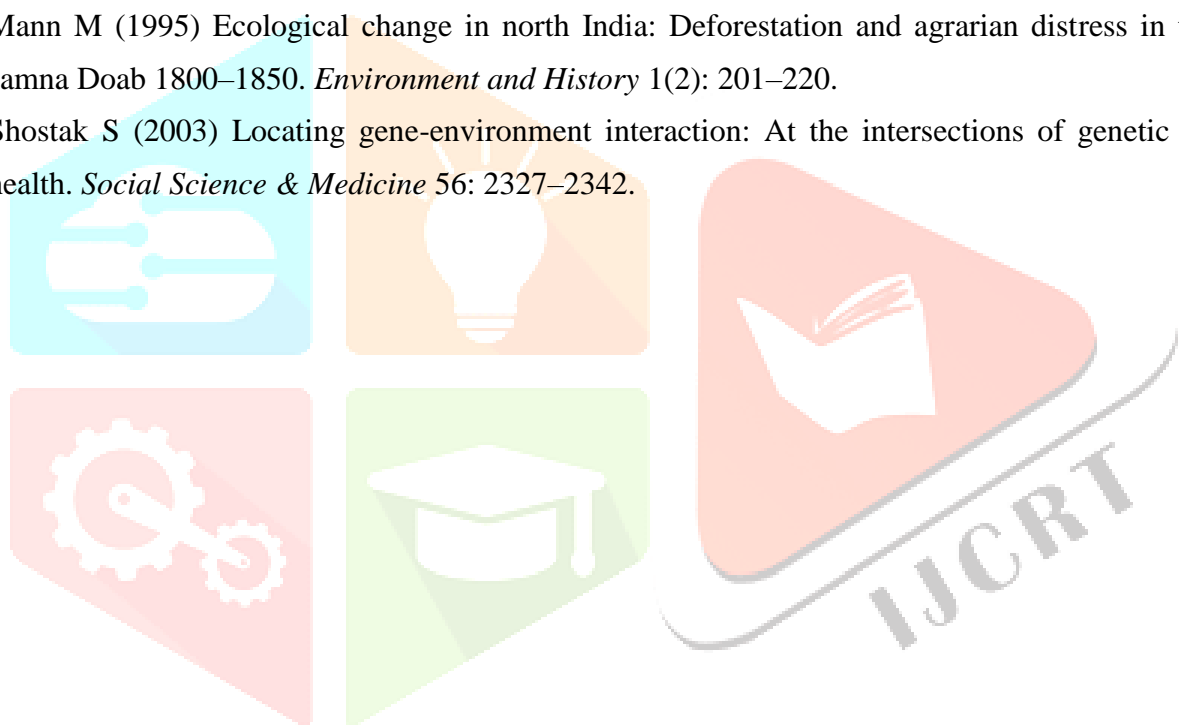 Mann M (1995) Ecological change in north India: Deforestation and agrarian distress in
amna Doab 1800–1850. Environment and History 1(2): 201–220.
Shostak S (2003) Locating gene-environment interaction: At the intersections of genetic
health. Social Science & Medicine 56: 2327–2342.
IJCRT